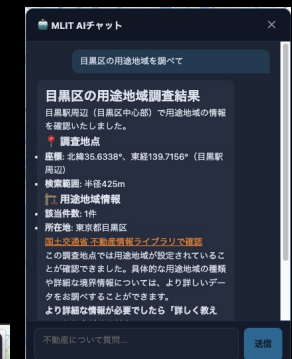 MLIT AIチャット
×
目黒区の用途地域を調べて
目黒区の用途地域調査結果
目黒駅周辺（目黒区中心部）で用途地域の情報
を確認いたしました。
📍 調査地点
• 座標: 北緯35.6338°、東経139.7156°（目黒駅
周辺）
• 検索範囲: 半径425m
🏗️ 用途地域情報
• 該当件数: 1件
• 所在地: 東京都目黒区
国土交通省 不動産情報ライブラリで確認
この調査地点では用途地域が設定されているこ
とが確認できました。具体的な用途地域の種類
や詳細な境界情報については、より詳しいデー
タをお調べすることができます。
より詳細な情報が必要でしたら「詳しく教え
不動産について質問...
送信